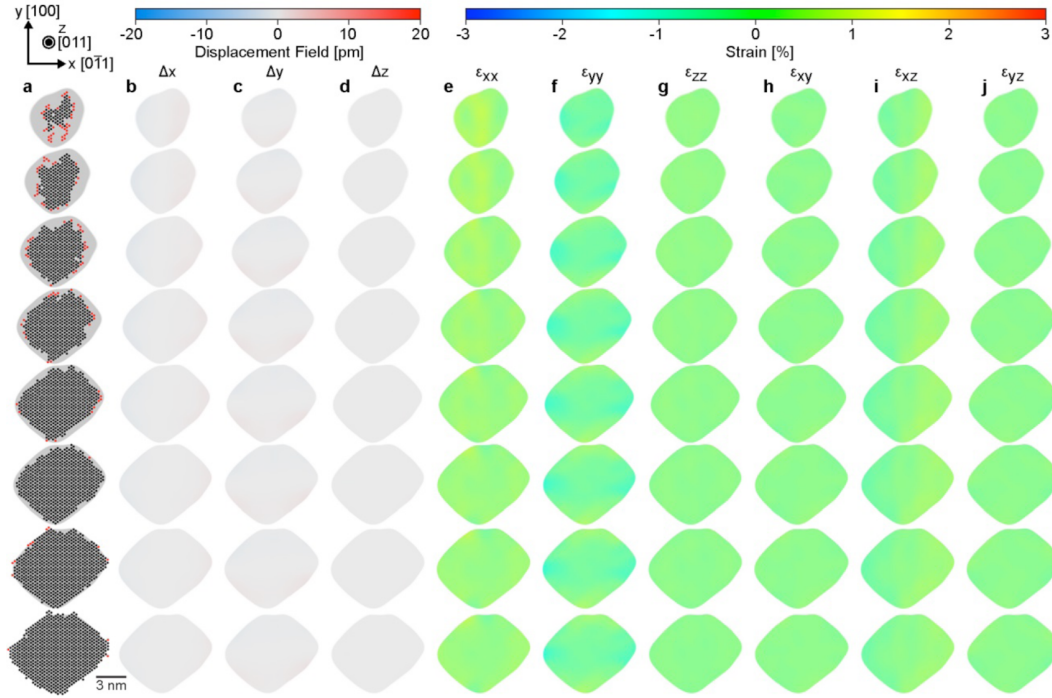 y [100]
z
[011]
x [01̄1]
-20 -10 0 10 20
Displacement Field [pm]
-3 -2 -1 0 1 2 3
Strain [%]
Δx Δy Δz εxx εyy εzz εxy εxz εyz
a b c d e f g h i j
3 nm